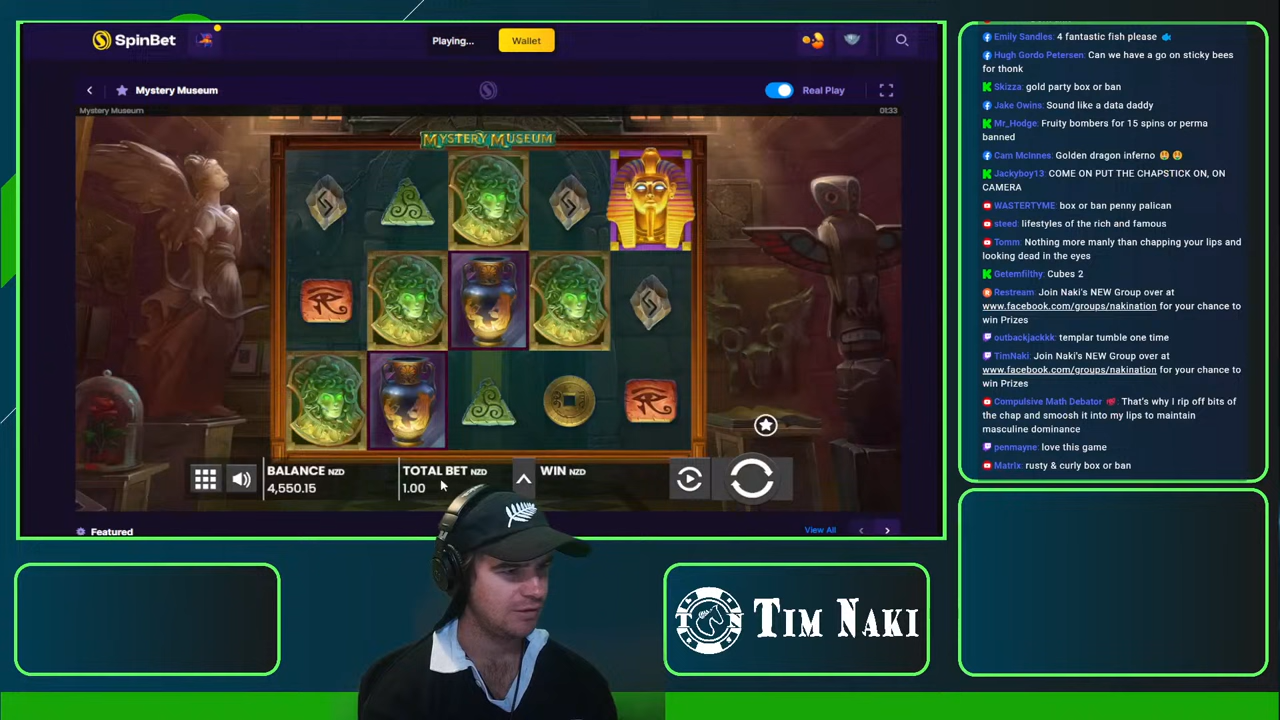 SpinBet
Playing...
Wallet
Mystery Museum
Real Play
Mystery Museum
01:33
MYSTERY MUSEUM
BALANCE NZD
4,550.15
TOTAL BET NZD
1.00
WIN NZD
Featured
View All
TIM NAKI
Emily Sandles: 4 fantastic fish please
Hugh Gordo Petersen: Can we have a go on sticky bees
for thonk
Skizza: gold party box or ban
Jake Owins: Sound like a data daddy
Mr_Hodge: Fruity bombers for 15 spins or perma
banned
Cam McInnes: Golden dragon inferno
Jackyboy13: COME ON PUT THE CHAPSTICK ON, ON
CAMERA
WASTERTYME: box or ban penny palican
steed: lifestyles of the rich and famous
Tomm: Nothing more manly than chapping your lips and
looking dead in the eyes
Getemfilthy: Cubes 2
Restream: Join Naki's NEW Group over at
www.facebook.com/groups/nakination for your chance to
win Prizes
outbackjackkk: templar tumble one time
TimNaki: Join Naki's NEW Group over at
www.facebook.com/groups/nakination for your chance to
win Prizes
Compulsive Math Debator: That's why I rip off bits of
the chap and smoosh it into my lips to maintain
masculine dominance
penmayne: love this game
Matrix: rusty & curly box or ban